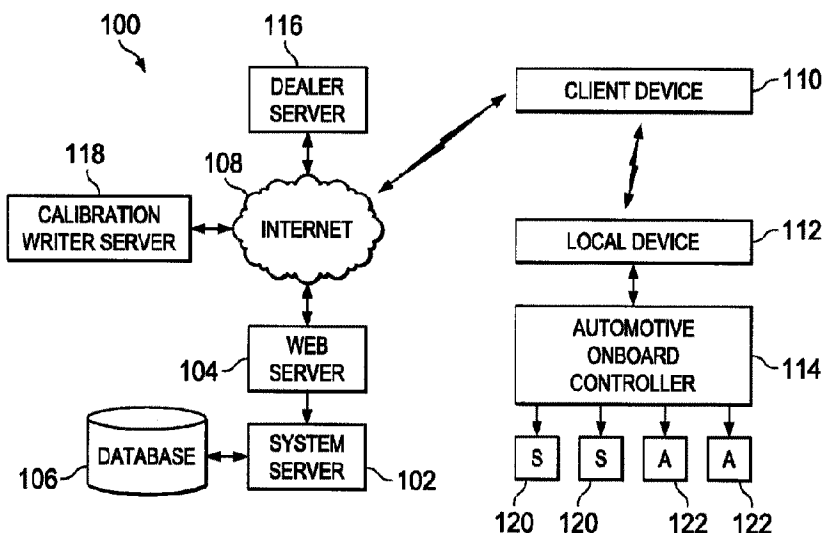 100
116
DEALER
SERVER
CLIENT DEVICE
110
118
108
CALIBRATION
WRITER SERVER
INTERNET
LOCAL DEVICE
112
WEB
SERVER
104
AUTOMOTIVE
ONBOARD
CONTROLLER
114
DATABASE
106
SYSTEM
SERVER
102
S
S
A
A
120
120
122
122